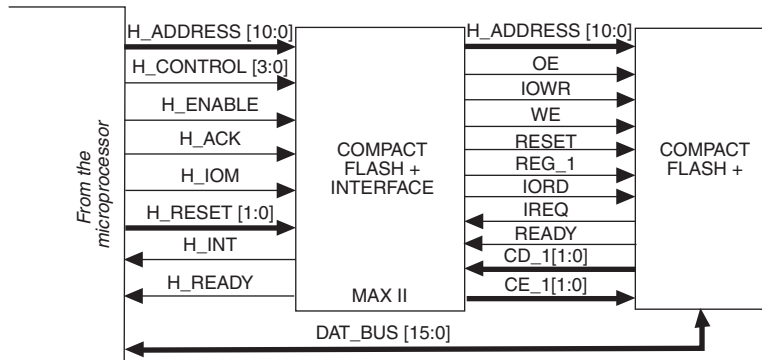 From the
microprocessor
H_ADDRESS [10:0]
H_CONTROL [3:0]
H_ENABLE
H_ACK
H_IOM
H_RESET [1:0]
H_INT
H_READY
COMPACT
FLASH +
INTERFACE
MAX II
H_ADDRESS [10:0]
OE
IOWR
WE
RESET
REG_1
IORD
IREQ
READY
CD_1[1:0]
CE_1[1:0]
COMPACT
FLASH +
DAT_BUS [15:0]